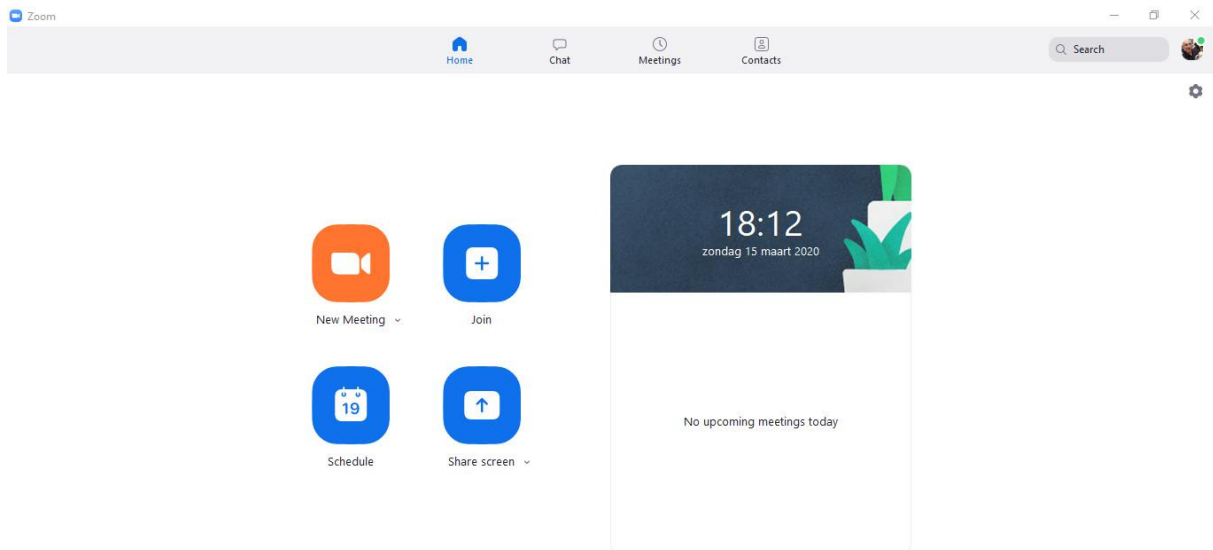 Zoom
Home
Chat
Meetings
Contacts
Search
18:12
zondag 15 maart 2020
New Meeting
Join
19
Schedule
Share screen
No upcoming meetings today